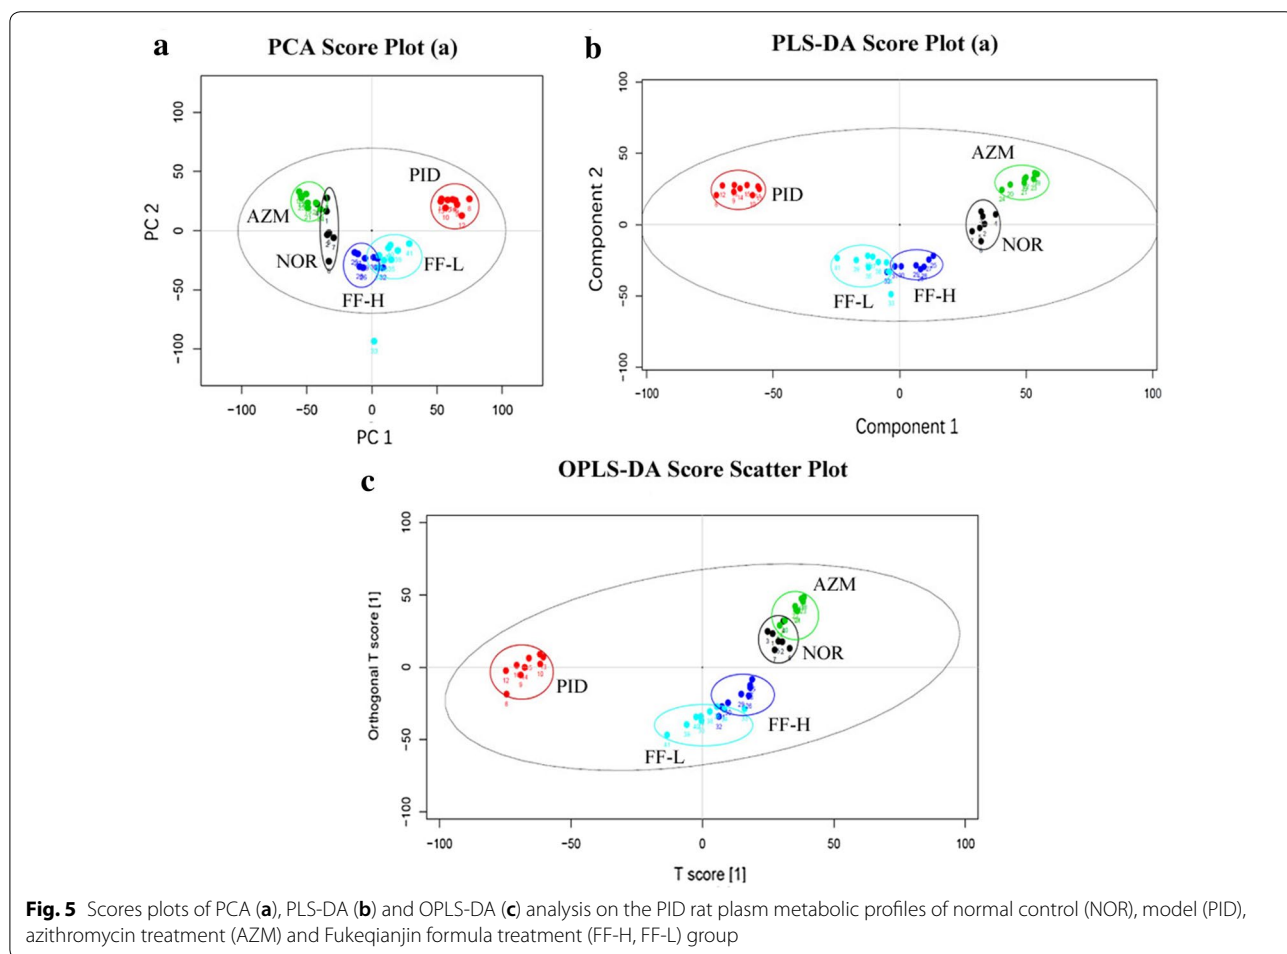 a
PCA Score Plot (a)
100
50
0
−50
−100
PC 2
AZM
NOR
PID
FF-L
FF-H
−100
−50
0
50
100
PC 1
b
PLS-DA Score Plot (a)
100
50
0
−50
−100
Component 2
PID
AZM
NOR
FF-L
FF-H
−100
−50
0
50
100
Component 1
c
OPLS-DA Score Scatter Plot
100
50
0
−50
−100
Orthogonal T score [1]
AZM
NOR
PID
FF-H
FF-L
−100
−50
0
50
100
T score [1]
Fig. 5 Scores plots of PCA (a), PLS-DA (b) and OPLS-DA (c) analysis on the PID rat plasm metabolic profiles of normal control (NOR), model (PID),
azithromycin treatment (AZM) and Fukeqianjin formula treatment (FF-H, FF-L) group